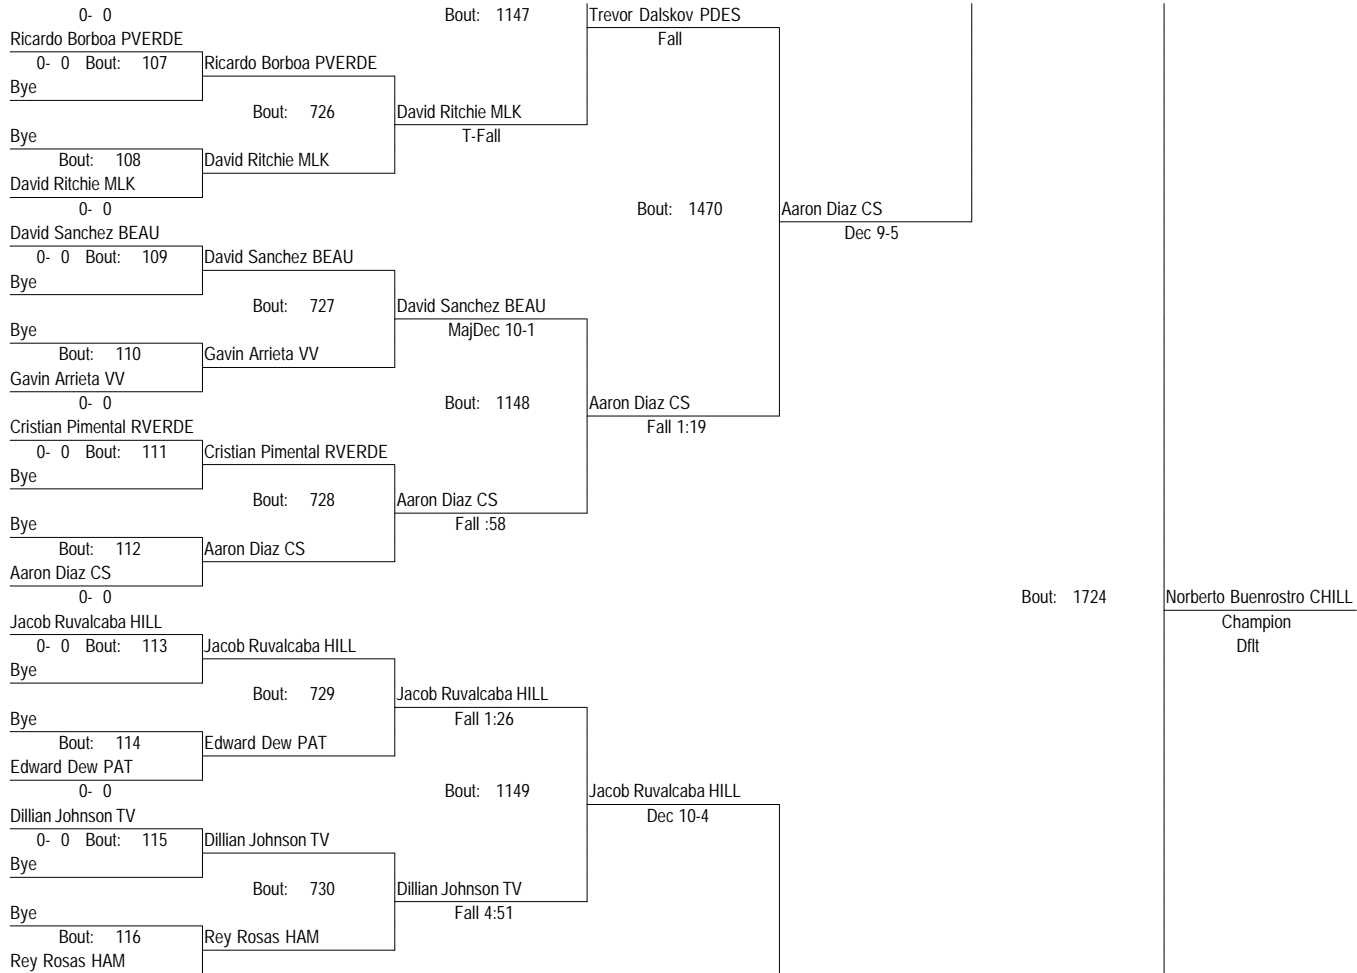 0- 0 Bout: 1147 Trevor Dalskov PDES
Ricardo Borboa PVERDE Fall
0- 0 Bout: 107 Ricardo Borboa PVERDE
Bye
Bout: 726 David Ritchie MLK
Bye T-Fall
Bout: 108 David Ritchie MLK
David Ritchie MLK
0- 0 Bout: 1470 Aaron Diaz CS
David Sanchez BEAU Dec 9-5
0- 0 Bout: 109 David Sanchez BEAU
Bye
Bout: 727 David Sanchez BEAU
Bye MajDec 10-1
Bout: 110 Gavin Arrieta VV
Gavin Arrieta VV
0- 0 Bout: 1148 Aaron Diaz CS
Cristian Pimental RVERDE Fall 1:19
0- 0 Bout: 111 Cristian Pimental RVERDE
Bye
Bout: 728 Aaron Diaz CS
Bye Fall :58
Bout: 112 Aaron Diaz CS
Aaron Diaz CS
0- 0 Bout: 1724 Norberto Buenrostro CHILL
Jacob Ruvalcaba HILL Champion
0- 0 Bout: 113 Jacob Ruvalcaba HILL Dflt
Bye
Bout: 729 Jacob Ruvalcaba HILL
Bye Fall 1:26
Bout: 114 Edward Dew PAT
Edward Dew PAT
0- 0 Bout: 1149 Jacob Ruvalcaba HILL
Dillian Johnson TV Dec 10-4
0- 0 Bout: 115 Dillian Johnson TV
Bye
Bout: 730 Dillian Johnson TV
Bye Fall 4:51
Bout: 116 Rey Rosas HAM
Rey Rosas HAM